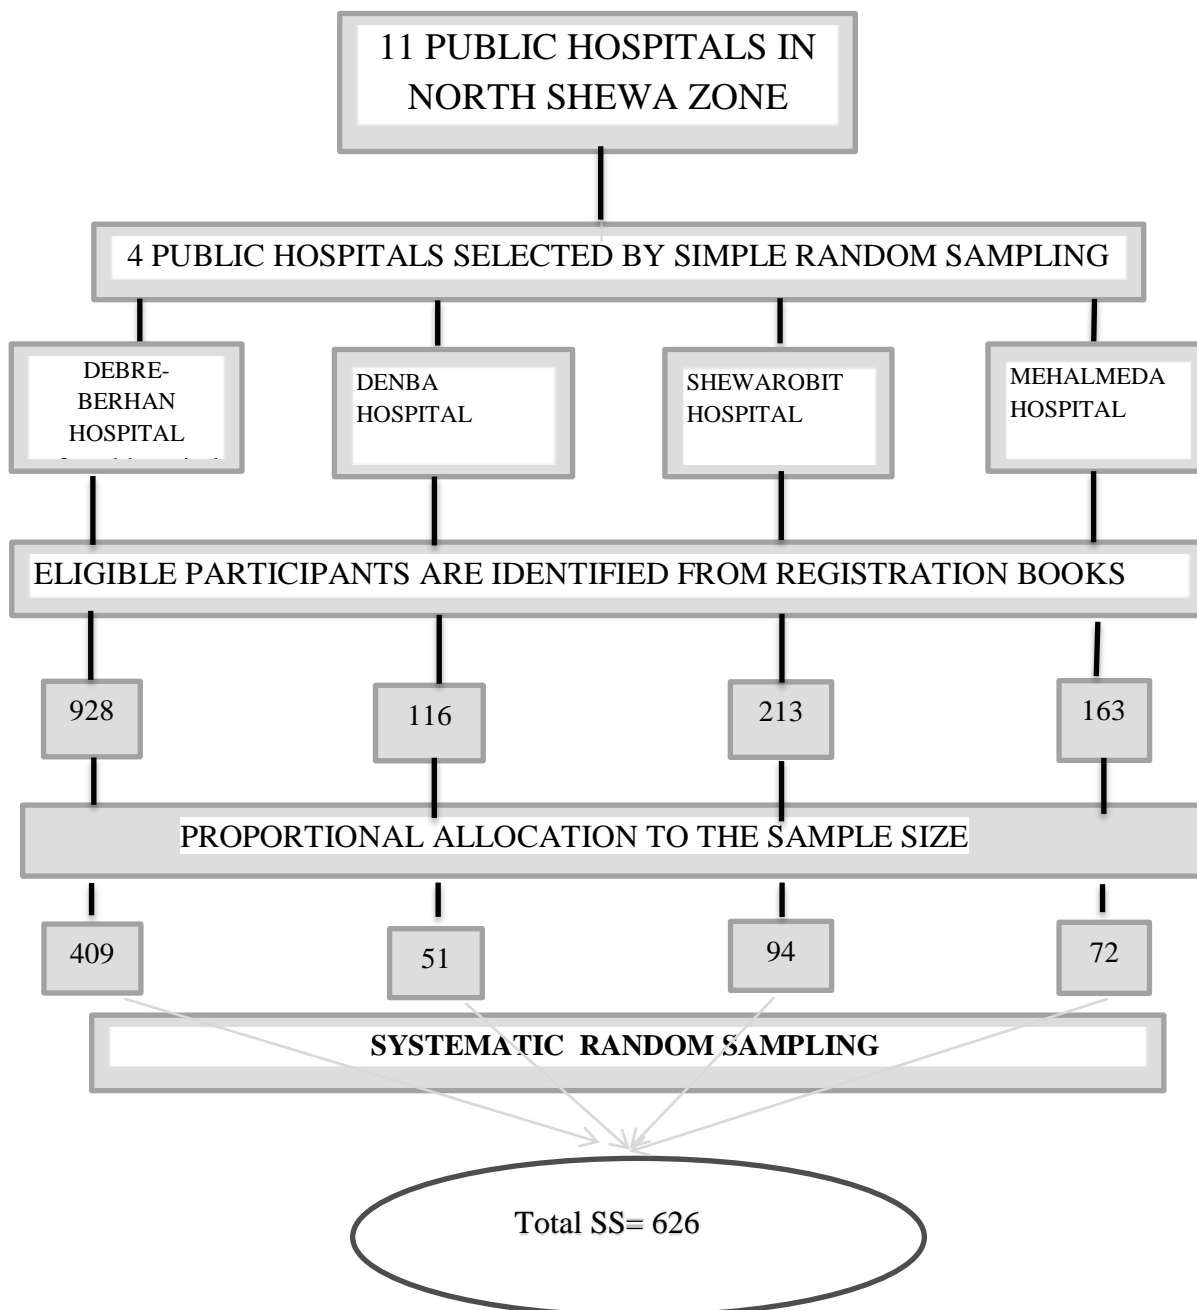 11 PUBLIC HOSPITALS IN
NORTH SHEWA ZONE
4 PUBLIC HOSPITALS SELECTED BY SIMPLE RANDOM SAMPLING
DEBRE-
BERHAN
HOSPITAL
DENBA
HOSPITAL
SHEWAROBIT
HOSPITAL
MEHALMEDA
HOSPITAL
ELIGIBLE PARTICIPANTS ARE IDENTIFIED FROM REGISTRATION BOOKS
928
116
213
163
PROPORTIONAL ALLOCATION TO THE SAMPLE SIZE
409
51
94
72
SYSTEMATIC RANDOM SAMPLING
Total SS= 626